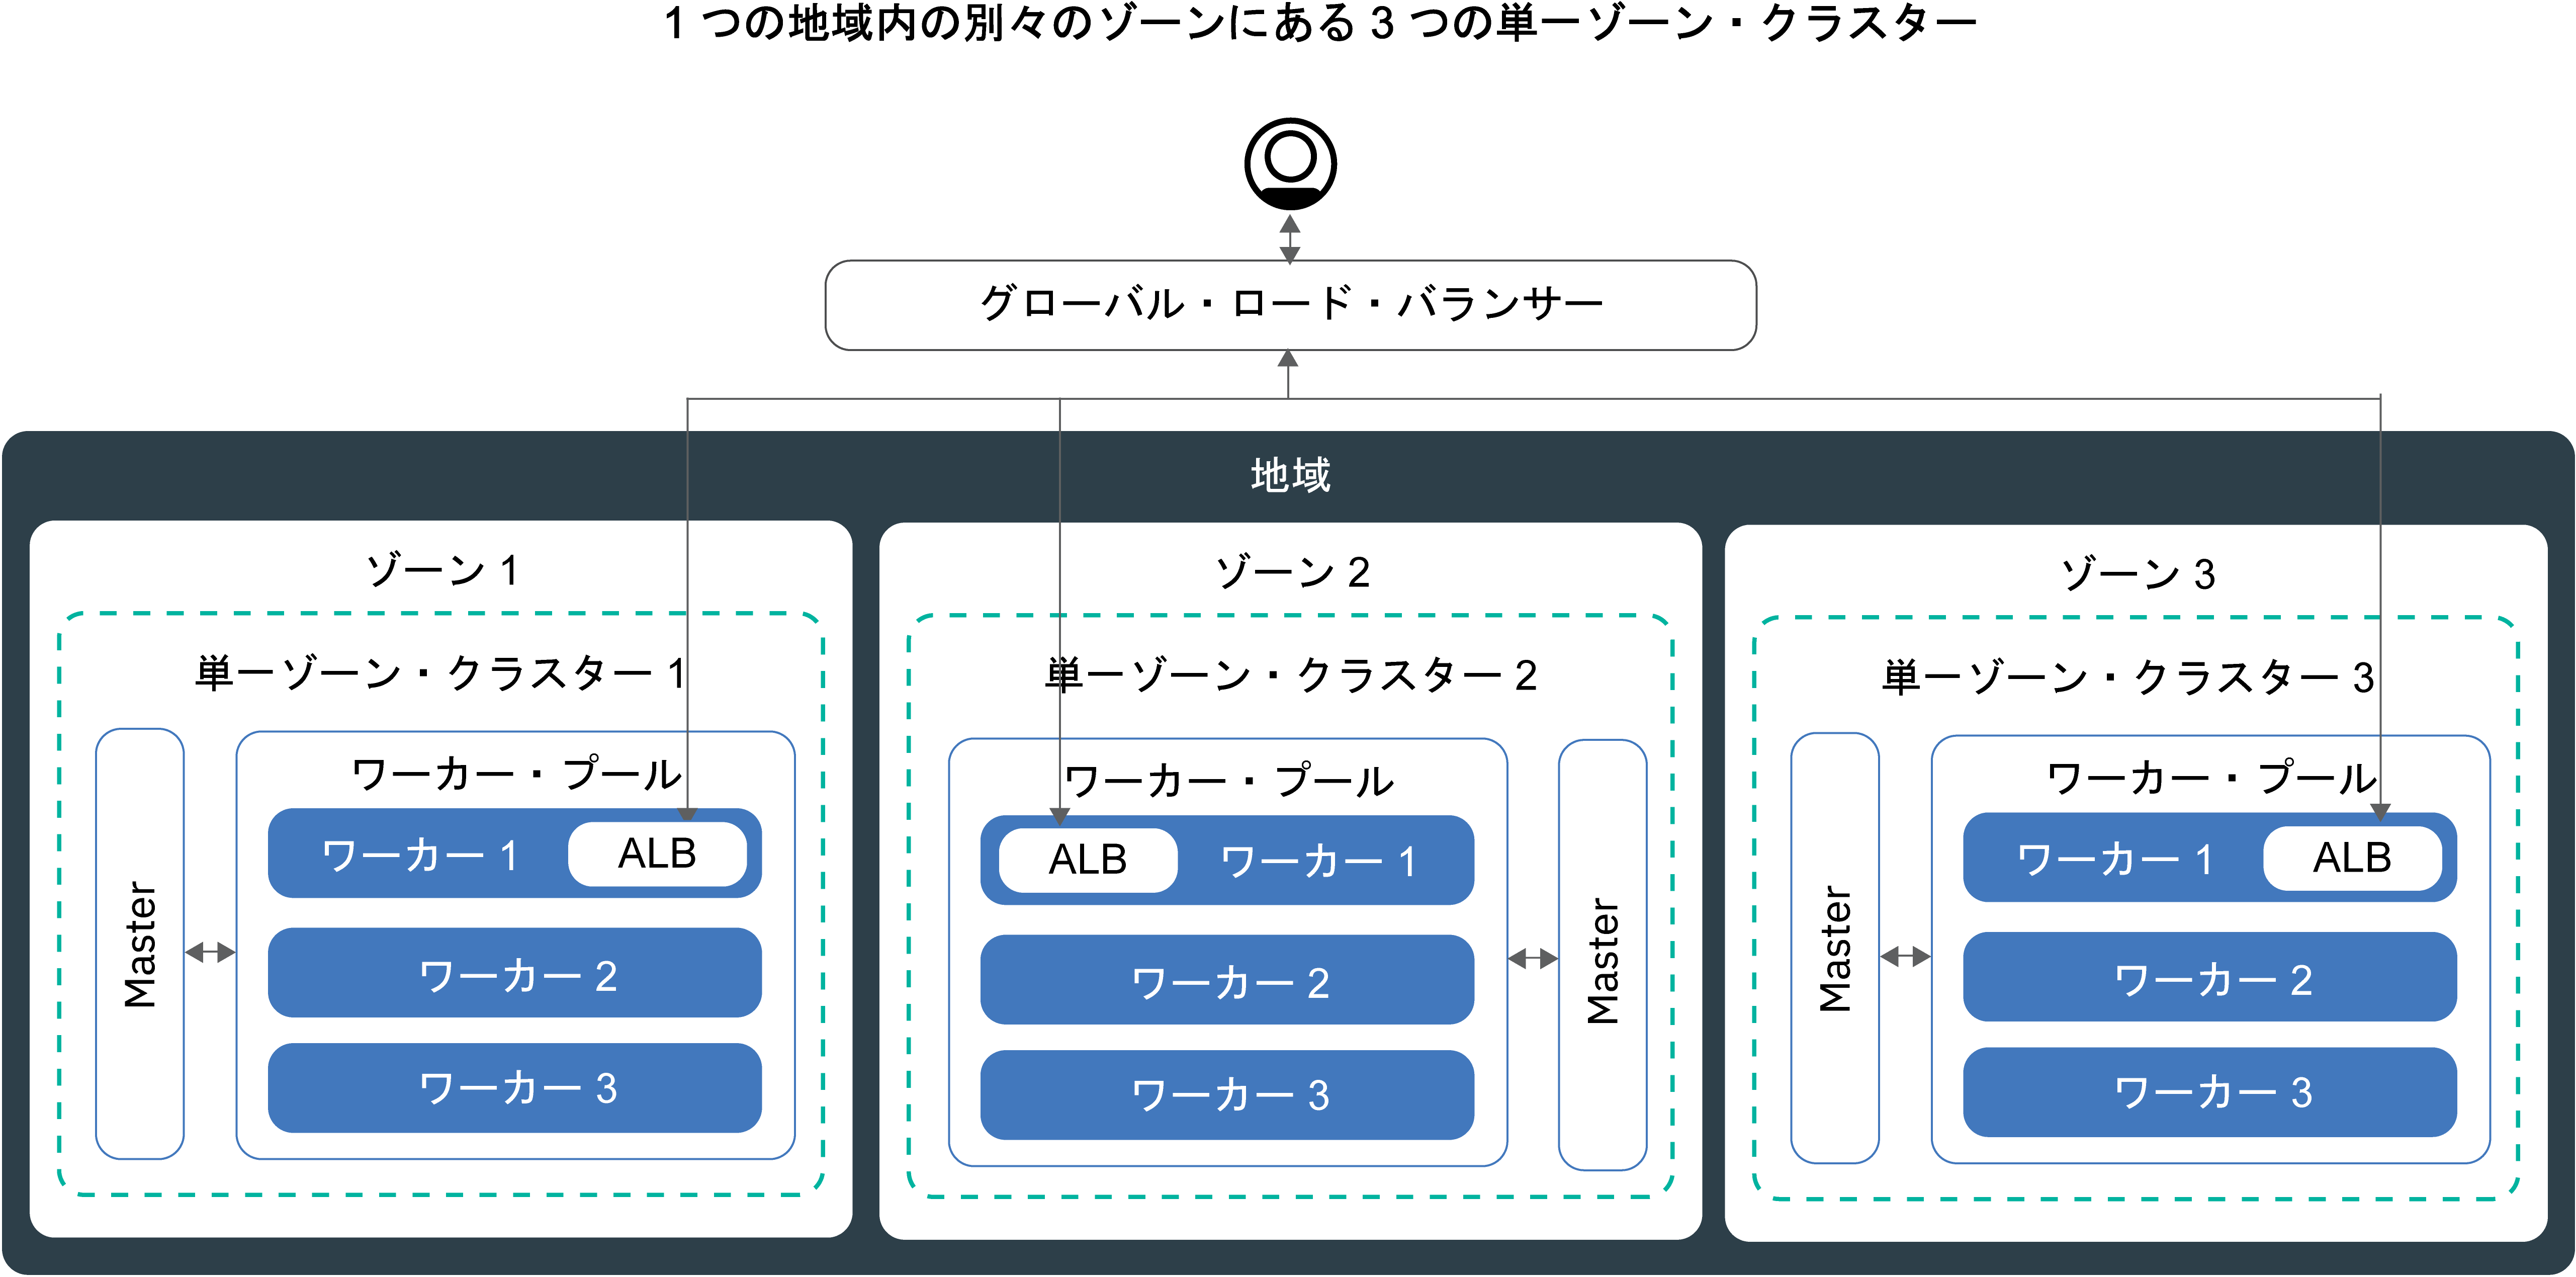 1 つの地域内の別々のゾーンにある 3 つの単一ゾーン・クラスター
グローバル・ロード・バランサー
地域
ゾーン 1
単一ゾーン・クラスター 1
Master
ワーカー・プール
ワーカー 1
ALB
ワーカー 2
ワーカー 3
ゾーン 2
単一ゾーン・クラスター 2
ワーカー・プール
ALB
ワーカー 1
ワーカー 2
ワーカー 3
Master
ゾーン 3
単一ゾーン・クラスター 3
Master
ワーカー・プール
ワーカー 1
ALB
ワーカー 2
ワーカー 3